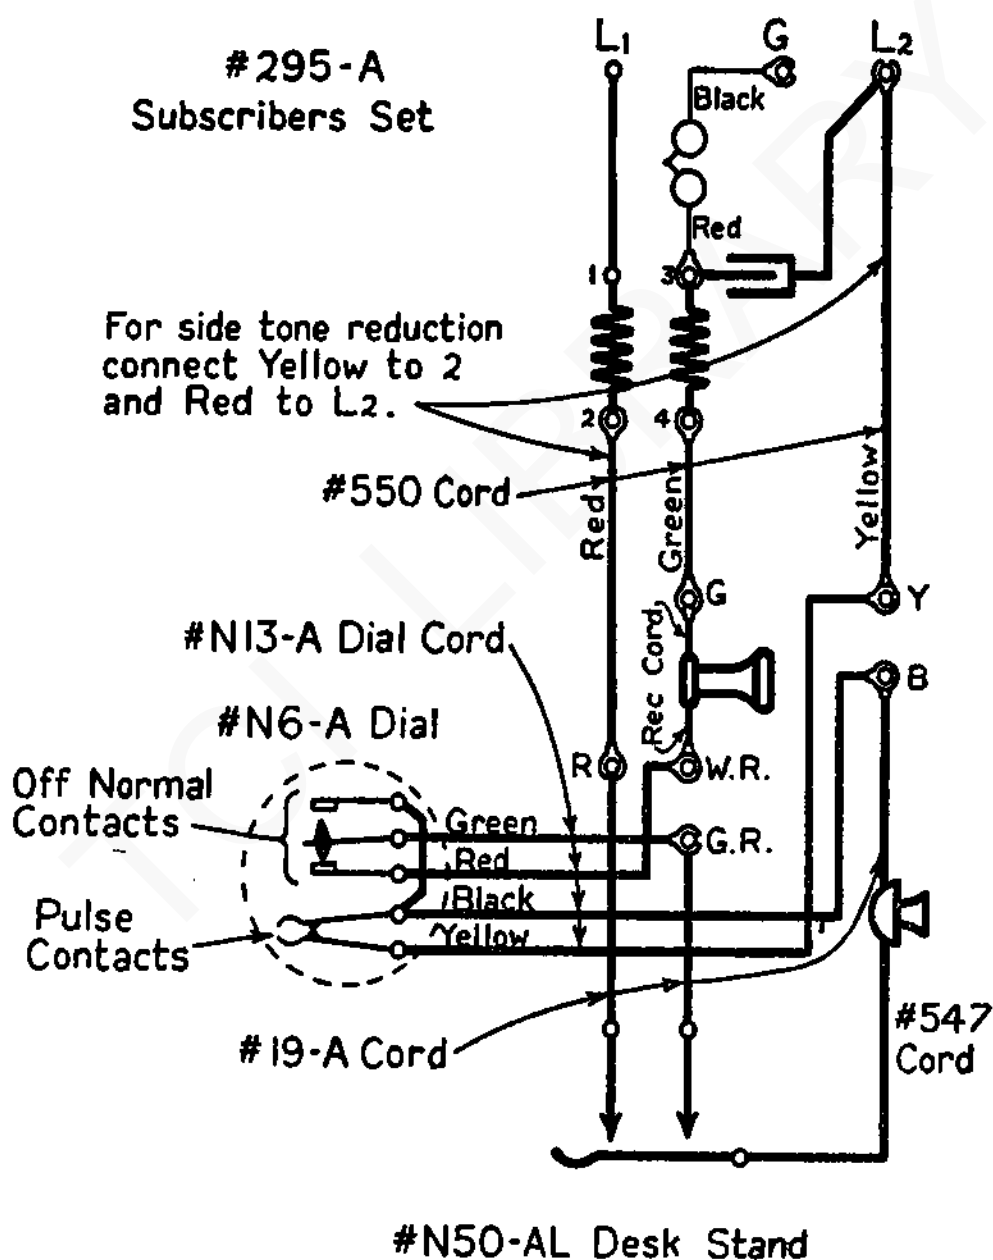 #295-A
Subscribers Set
L1
G
L2
Black
Red
1
3
For side tone reduction
connect Yellow to 2
and Red to L2.
2
4
#550 Cord
Red
Green
Yellow
G
Y
#N13-A Dial Cord
Rec Cord
B
#N6-A Dial
R
W.R.
Off Normal
Contacts
Green
G.R.
Red
Black
Pulse
Contacts
Yellow
#19-A Cord
#547
Cord
#N50-AL Desk Stand
TCI LIBRARY